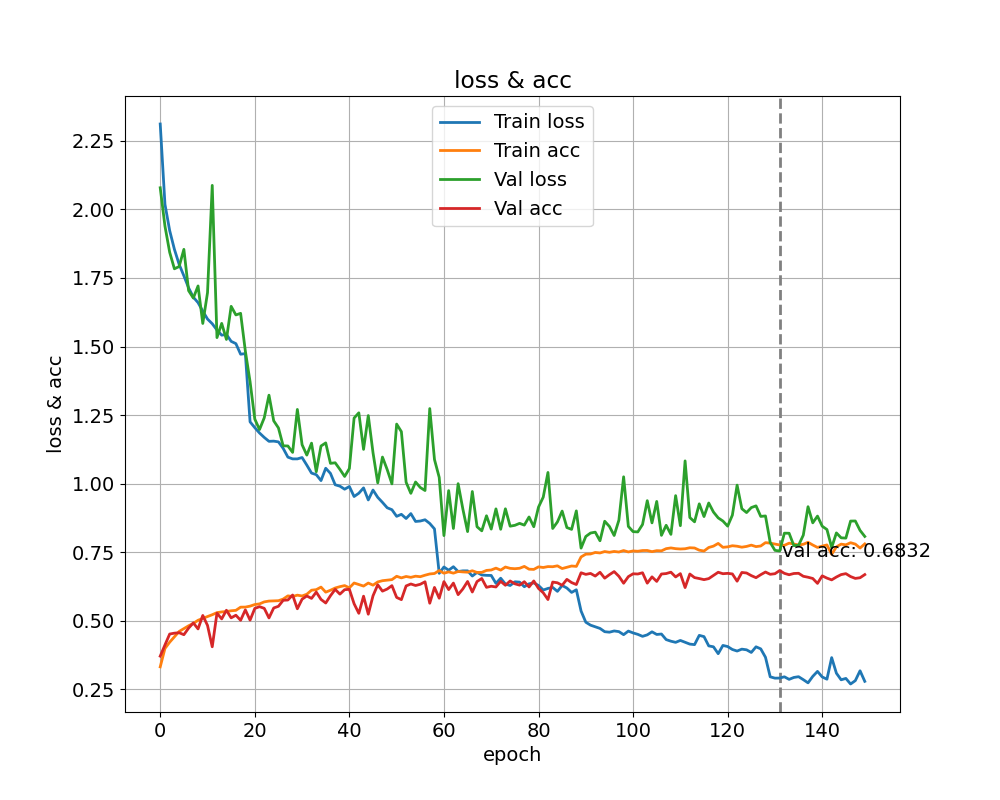 loss & acc
Train loss
Train acc
Val loss
Val acc
2.25
2.00
1.75
1.50
1.25
1.00
0.75
0.50
0.25
loss & acc
val acc: 0.6832
0 20 40 60 80 100 120 140
epoch